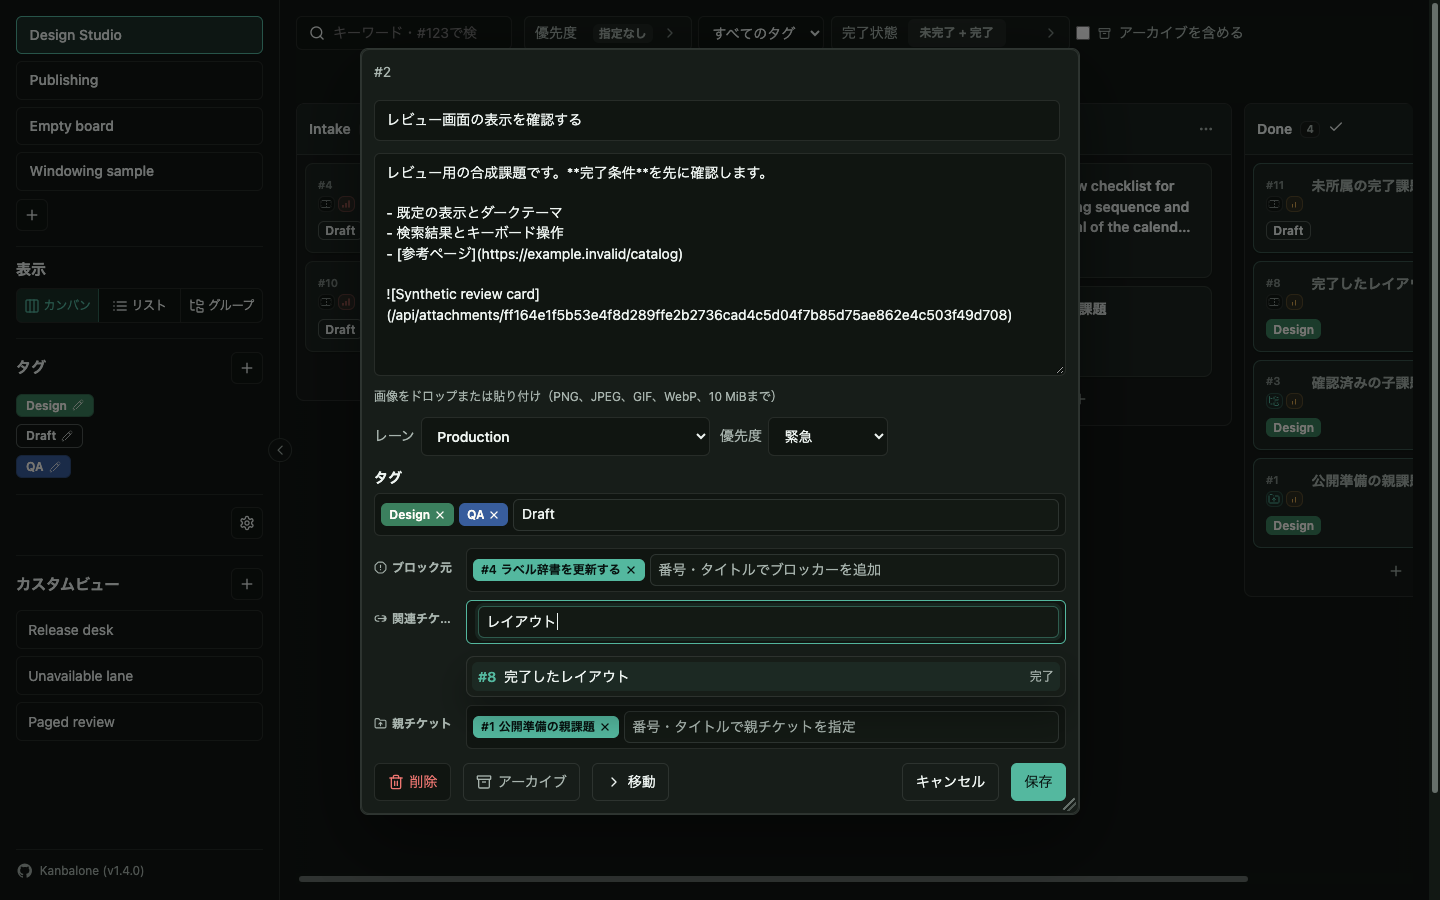 Design Studio
Publishing
Empty board
Windowing sample
表示
カンバン
リスト
グループ
タグ
Design
Draft
QA
カスタムビュー
Release desk
Unavailable lane
Paged review
Kanbalone (v1.4.0)
キーワード・#123で検
優先度 指定なし
すべてのタグ
完了状態 未完了 + 完了
アーカイブを含める
Intake
#4
Draft
#10
Draft
#2
レビュー画面の表示を確認する
レビュー用の合成課題です。**完了条件**を先に確認します。
- 既定の表示とダークテーマ
- 検索結果とキーボード操作
- [参考ページ](https://example.invalid/catalog)
![Synthetic review card]
(/api/attachments/ff164e1f5b53e4f8d289ffe2b2736cad4c5d04f7b85d75ae862e4c503f49d708)
画像をドロップまたは貼り付け（PNG、JPEG、GIF、WebP、10 MiBまで）
レーン Production 優先度 緊急
タグ
Design × QA × Draft
ブロック元 #4 ラベル辞書を更新する × 番号・タイトルでブロッカーを追加
関連チケ... レイアウト
#8 完了したレイアウト 完了
親チケット #1 公開準備の親課題 × 番号・タイトルで親チケットを指定
削除 アーカイブ 移動 キャンセル 保存
w checklist for
ng sequence and
al of the calend...
課題
Done 4
#11 未所属の完了課
Draft
#8 完了したレイア
Design
#3 確認済みの子課
Design
#1 公開準備の親課
Design